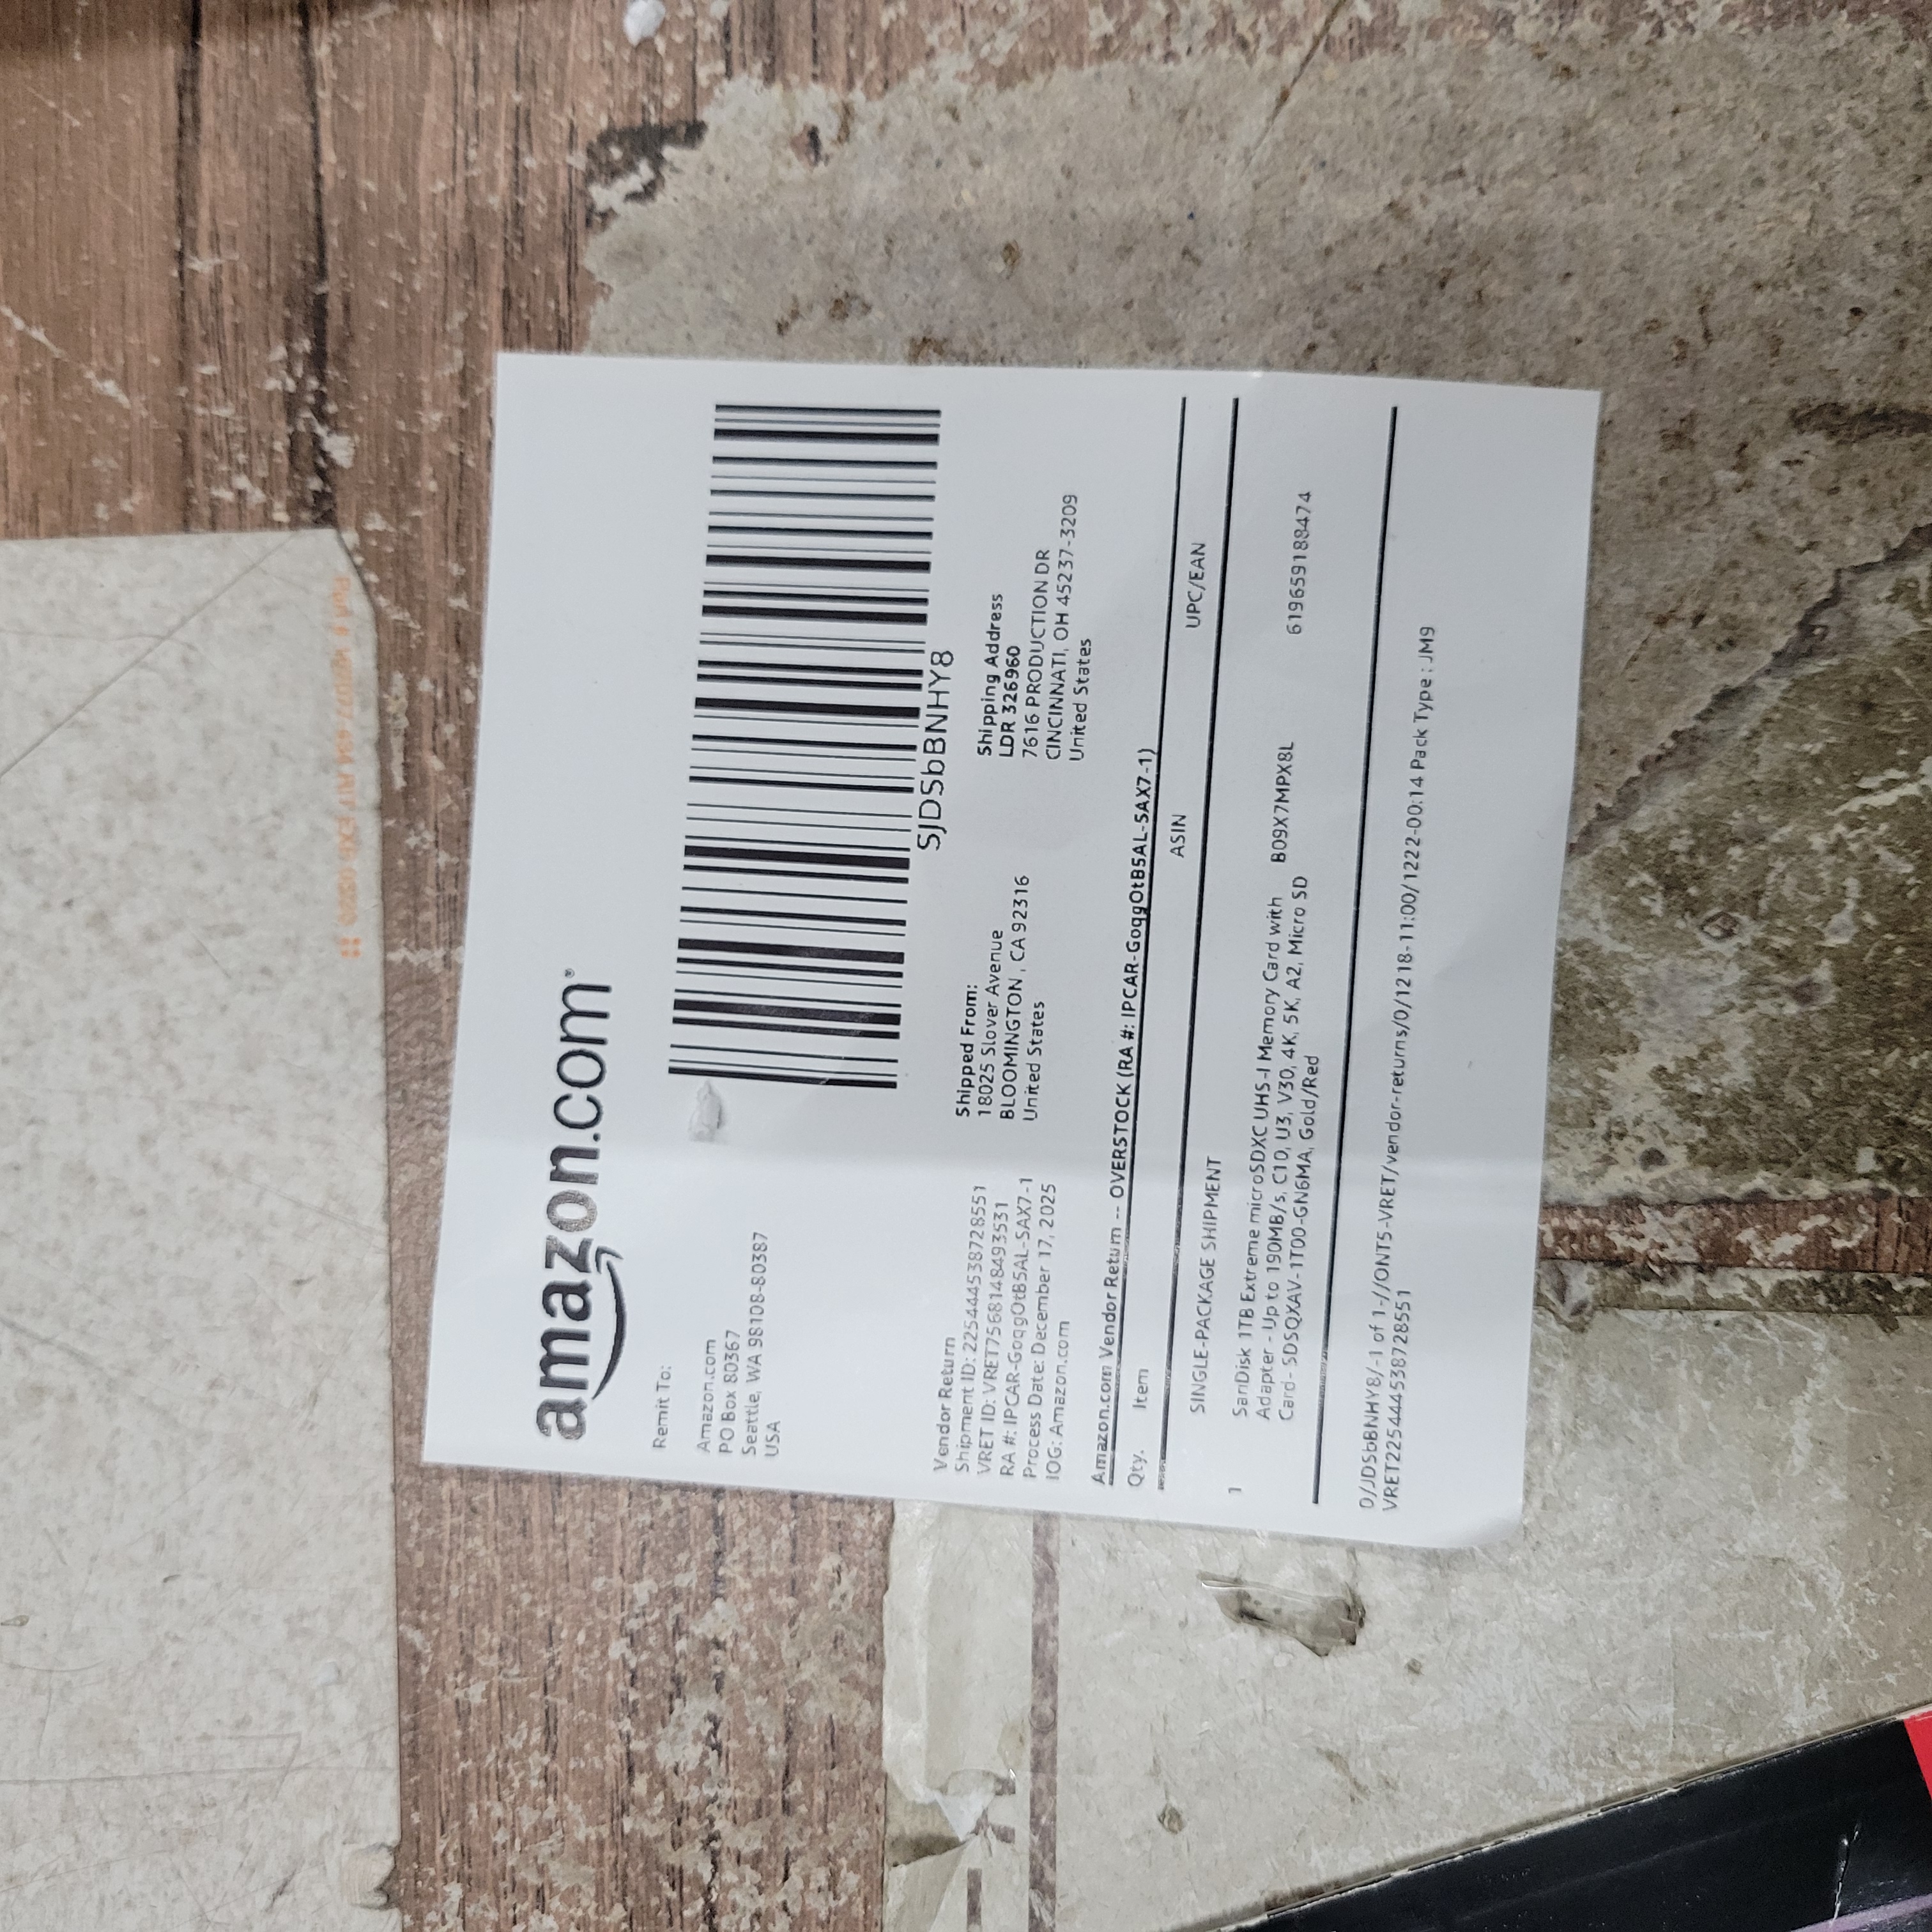 amazon.com
Remit To:
Amazon.com
PO Box 80367
Seattle, WA 98108-80387
USA
SJDSbBNHY8
Vendor Return
Shipment ID: 22544453872855​1
VRET ID: VRET7568148493531
RA #: IPCAR-GoqgOtB5AL-SAX7-1
Process Date: December 17, 2025
IOG: Amazon.com
Shipped From:
18025 Slover Avenue
BLOOMINGTON , CA 92316
United States
Shipping Address
LDR 326960
7616 PRODUCTION DR
CINCINNATI, OH 45237-3209
United States
Amazon.com Vendor Return -- OVERSTOCK (RA #: IPCAR-GoqgOtB5AL-SAX7-1)
Qty. Item ASIN UPC/EAN
SINGLE-PACKAGE SHIPMENT
1 SanDisk 1TB Extreme microSDXC UHS-I Memory Card with B09X7MPX8L 619659188474
Adapter - Up to 190MB/s, C10, U3, V30, 4K, 5K, A2, Micro SD
Card- SDSQXAV-1T00-GN6MA, Gold/Red
0/JDSbBNHY8/-1 of 1-//ONT5-VRET/vendor-returns/0/1218-11:00/1222-00:14 Pack Type : JM9
VRET225444538728551